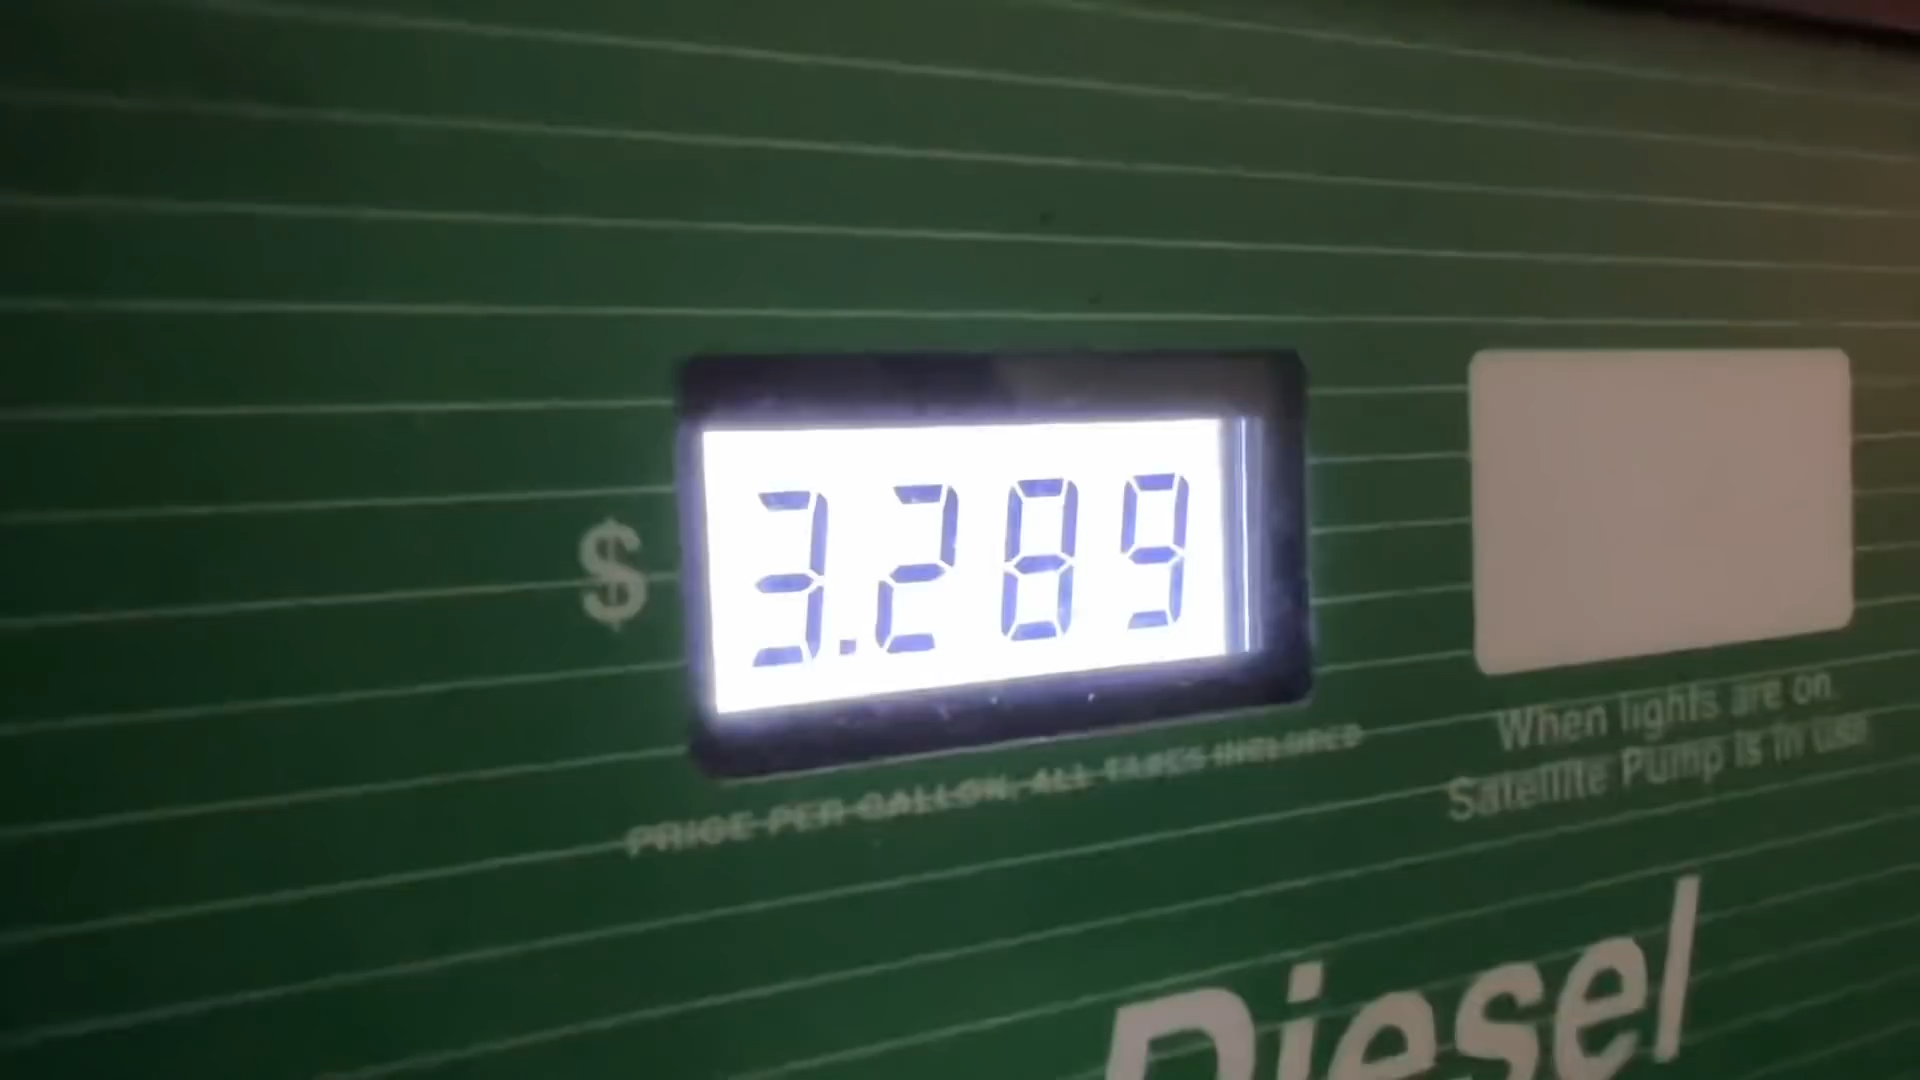 $ 3.289
PRICE PER GALLON, ALL TAXES INCLUDED
When lights are on
Satellite Pump is in use
Diesel